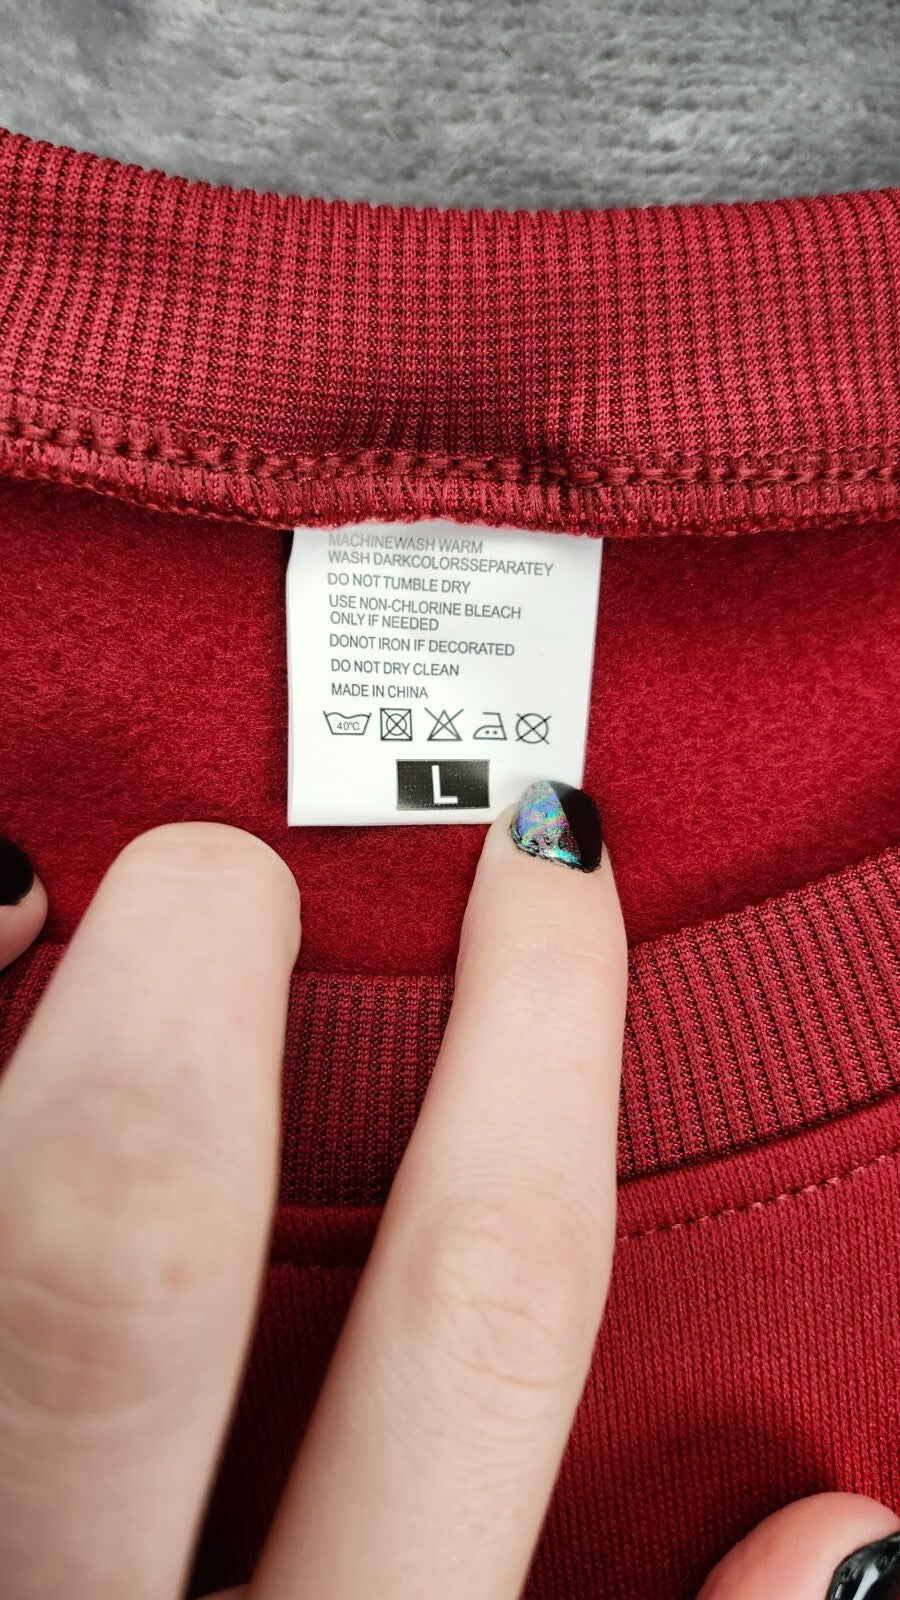 MACHINEWASH WARM
WASH DARKCOLORSSEPARATEY
DO NOT TUMBLE DRY
USE NON-CHLORINE BLEACH
ONLY IF NEEDED
DONOT IRON IF DECORATED
DO NOT DRY CLEAN
MADE IN CHINA
40°C
L